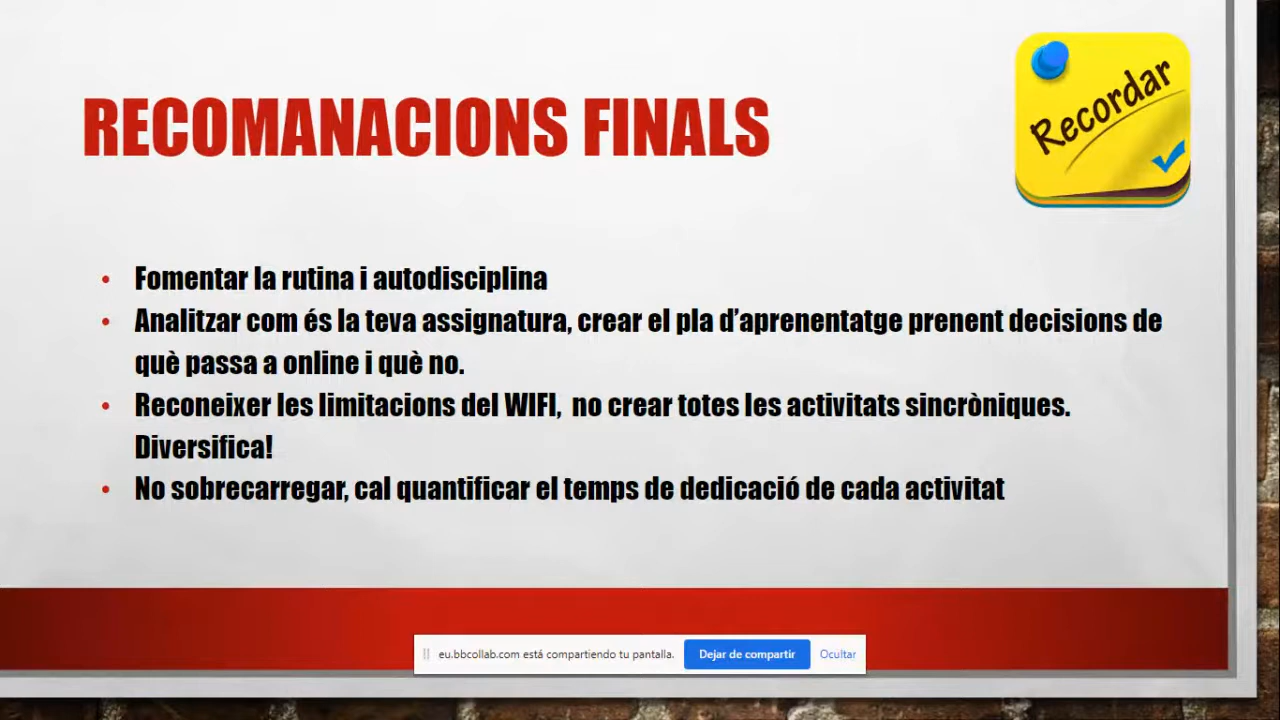 RECOMANACIONS FINALS
Recordar
• Fomentar la rutina i autodisciplina
• Analitzar com és la teva assignatura, crear el pla d’aprenentatge prenent decisions de
què passa a online i què no.
• Reconeixer les limitacions del WIFI, no crear totes les activitats sincròniques.
Diversifica!
• No sobrecarregar, cal quantificar el temps de dedicació de cada activitat
eu.bbcollab.com está compartiendo tu pantalla. Dejar de compartir Ocultar